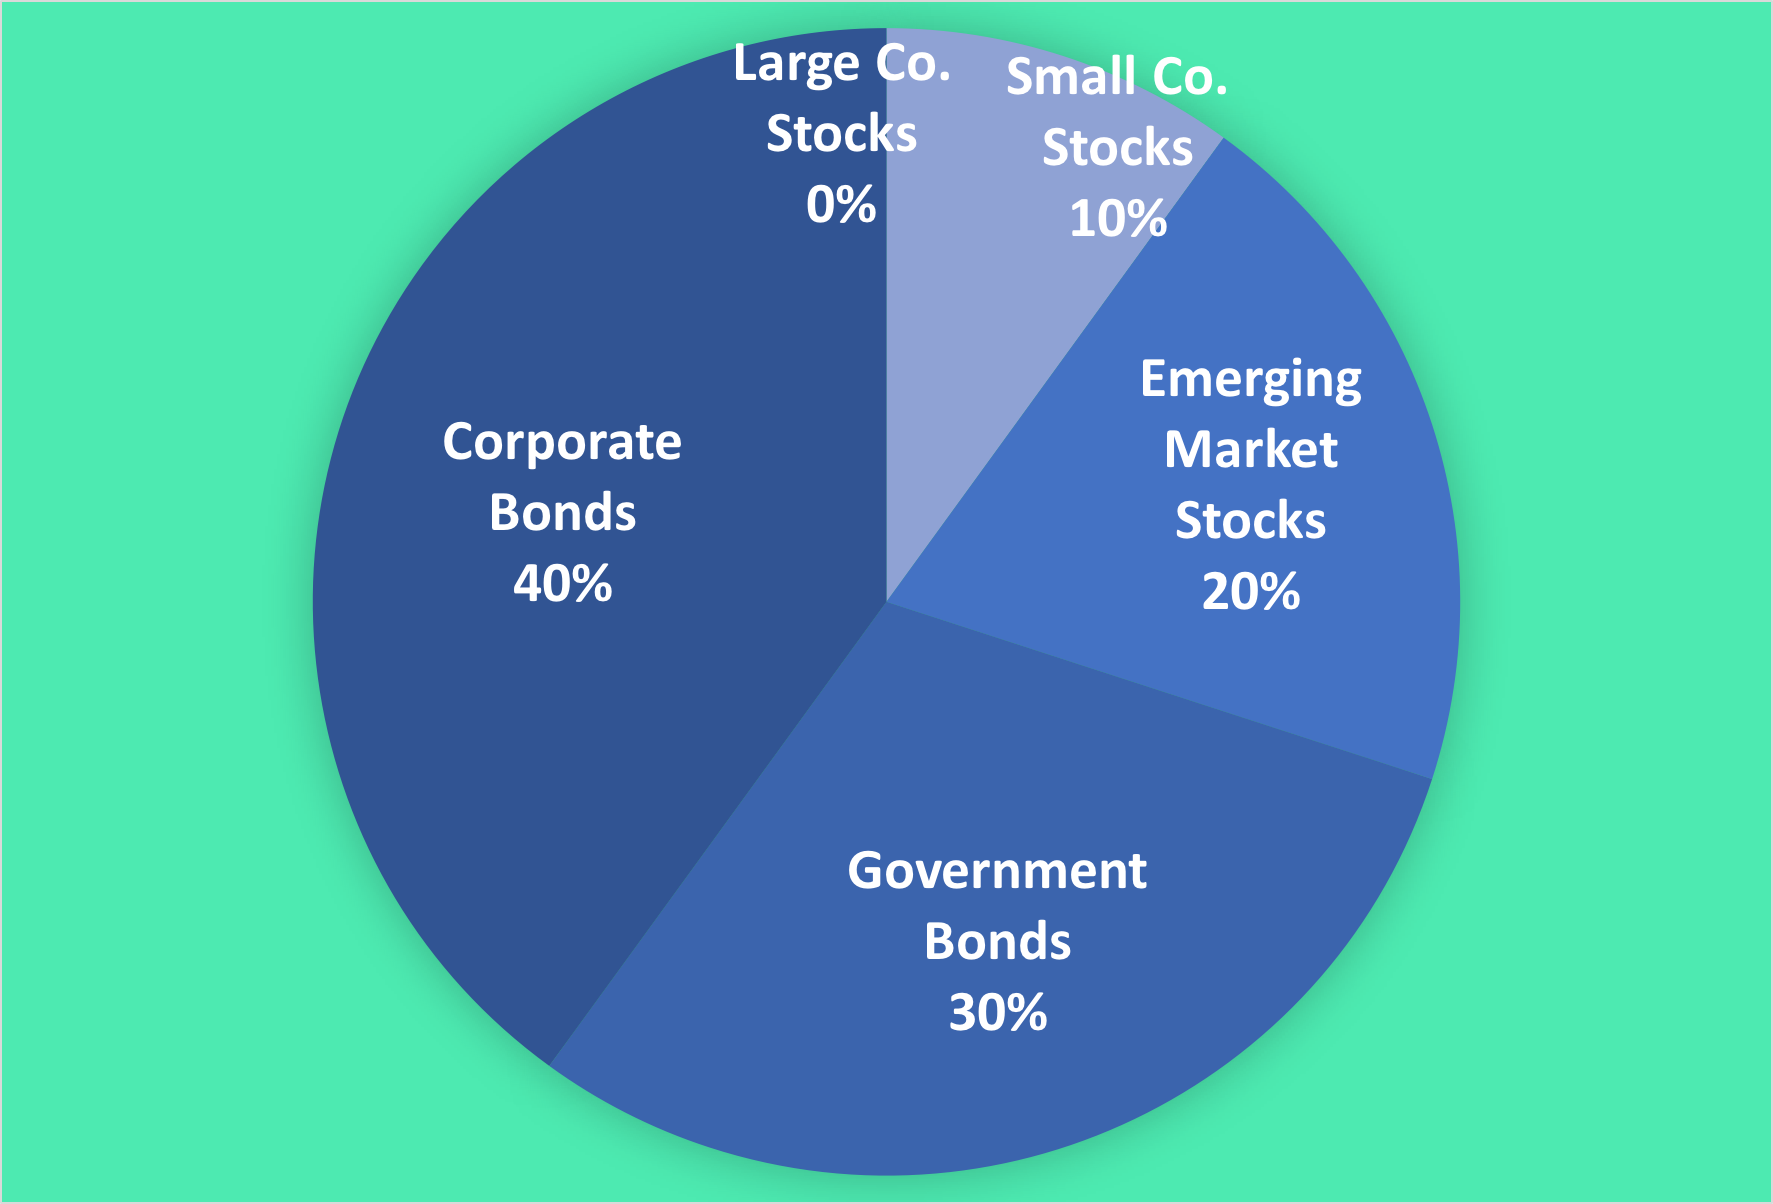 Large Co.
Stocks
0%
Small Co.
Stocks
10%
Emerging
Market
Stocks
20%
Corporate
Bonds
40%
Government
Bonds
30%